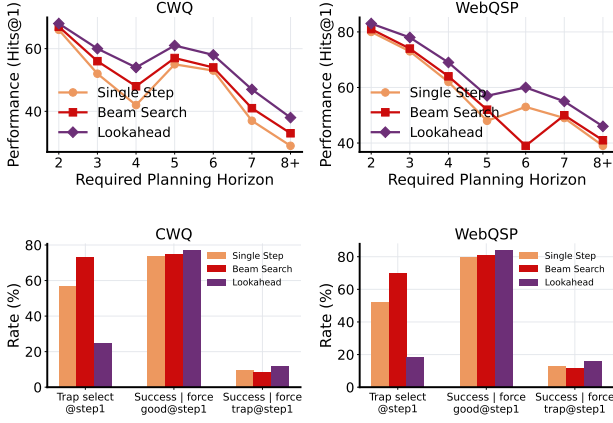 CWQ
Performance (Hits@1)
60
40
Single Step
Beam Search
Lookahead
2 3 4 5 6 7 8+
Required Planning Horizon
WebQSP
Performance (Hits@1)
80
60
40
Single Step
Beam Search
Lookahead
2 3 4 5 6 7 8+
Required Planning Horizon
CWQ
Rate (%)
80
60
40
20
0
Single Step
Beam Search
Lookahead
Trap select Success | force Success | force
@step1 good@step1 trap@step1
WebQSP
Rate (%)
80
60
40
20
0
Single Step
Beam Search
Lookahead
Trap select Success | force Success | force
@step1 good@step1 trap@step1